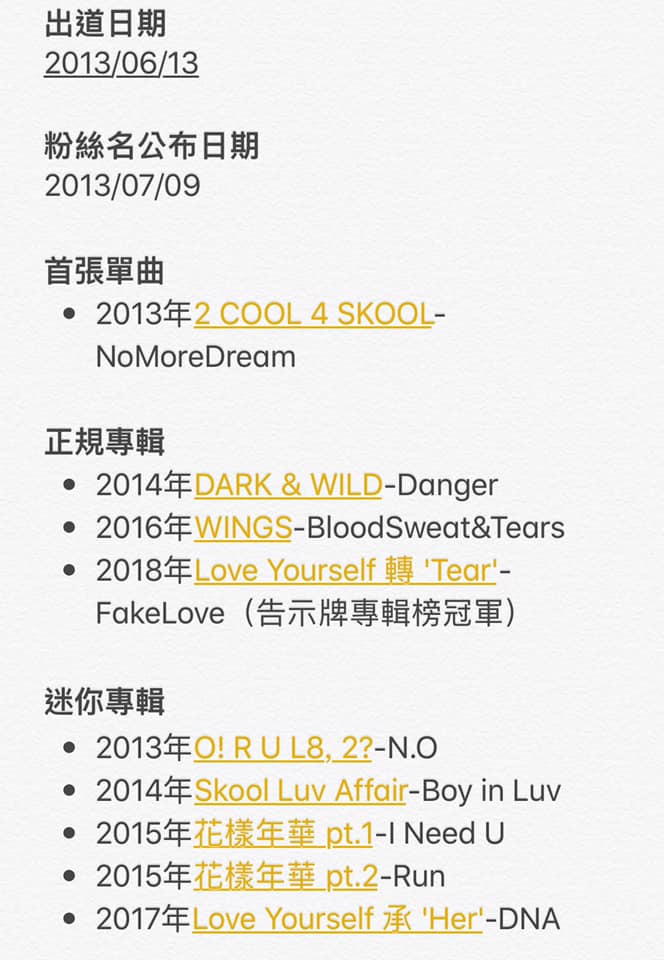 出道日期
2013/06/13
粉絲名公布日期
2013/07/09
首張單曲
• 2013年2 COOL 4 SKOOL-
NoMoreDream
正規專輯
• 2014年DARK & WILD-Danger
• 2016年WINGS-BloodSweat&Tears
• 2018年Love Yourself 轉 'Tear'-
FakeLove（告示牌專輯榜冠軍）
迷你專輯
• 2013年O! R U L8, 2?-N.O
• 2014年Skool Luv Affair-Boy in Luv
• 2015年花樣年華 pt.1-I Need U
• 2015年花樣年華 pt.2-Run
• 2017年Love Yourself 承 'Her'-DNA